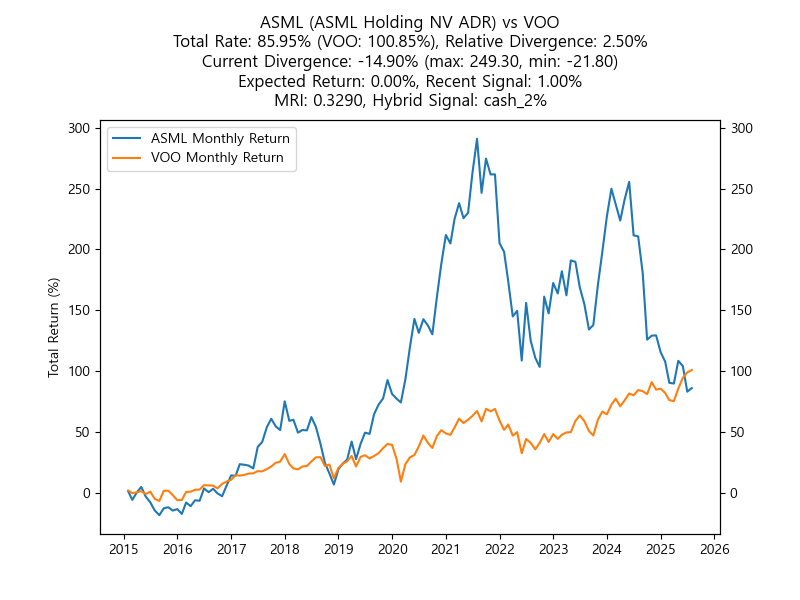 ASML (ASML Holding NV ADR) vs VOO
Total Rate: 85.95% (VOO: 100.85%), Relative Divergence: 2.50%
Current Divergence: -14.90% (max: 249.30, min: -21.80)
Expected Return: 0.00%, Recent Signal: 1.00%
MRI: 0.3290, Hybrid Signal: cash_2%
ASML Monthly Return
VOO Monthly Return
Total Return (%)
300 300
250 250
200 200
150 150
100 100
50 50
0 0
2015 2016 2017 2018 2019 2020 2021 2022 2023 2024 2025 2026